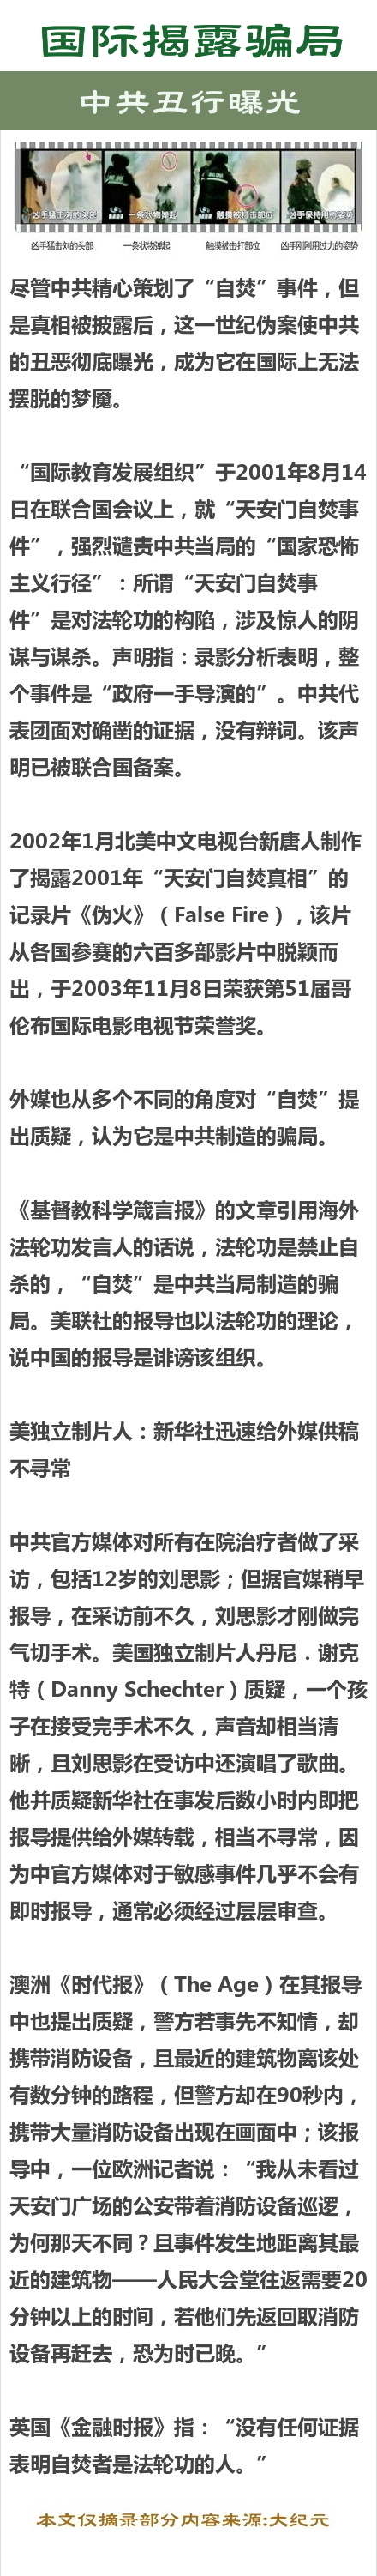 国际揭露骗局
中共丑行曝光
凶手猛击刘的头部
一条状物弹起
触摸被击打部位
凶手保持用力姿势
凶手猛击刘的头部
一条状物弹起
触摸被击打部位
凶手刚刚用过力的姿势
尽管中共精心策划了“自焚”事件，但
是真相被披露后，这一世纪伪案使中共
的丑恶彻底曝光，成为它在国际上无法
摆脱的梦魇。
“国际教育发展组织”于2001年8月14
日在联合国会议上，就“天安门自焚事
件”，强烈谴责中共当局的“国家恐怖
主义行径”：所谓“天安门自焚事
件”是对法轮功的构陷，涉及惊人的阴
谋与谋杀。声明指：录影分析表明，整
个事件是“政府一手导演的”。中共代
表团面对确凿的证据，没有辩词。该声
明已被联合国备案。
2002年1月北美中文电视台新唐人制作
了揭露2001年“天安门自焚真相”的
记录片《伪火》（False Fire），该片
从各国参赛的六百多部影片中脱颖而
出，于2003年11月8日荣获第51届哥
伦布国际电影电视节荣誉奖。
外媒也从多个不同的角度对“自焚”提
出质疑，认为它是中共制造的骗局。
《基督教科学箴言报》的文章引用海外
法轮功发言人的话说，法轮功是禁止自
杀的，“自焚”是中共当局制造的骗
局。美联社的报导也以法轮功的理论，
说中国的报导是诽谤该组织。
美独立制片人：新华社迅速给外媒供稿
不寻常
中共官方媒体对所有在院治疗者做了采
访，包括12岁的刘思影；但据官媒稍早
报导，在采访前不久，刘思影才刚做完
气切手术。美国独立制片人丹尼．谢克
特（Danny Schechter）质疑，一个孩
子在接受完手术不久，声音却相当清
晰，且刘思影在受访中还演唱了歌曲。
他并质疑新华社在事发后数小时内即把
报导提供给外媒转载，相当不寻常，因
为中官方媒体对于敏感事件几乎不会有
即时报导，通常必须经过层层审查。
澳洲《时代报》（The Age）在其报导
中也提出质疑，警方若事先不知情，却
携带消防设备，且最近的建筑物离该处
有数分钟的路程，但警方却在90秒内，
携带大量消防设备出现在画面中；该报
导中，一位欧洲记者说：“我从未看过
天安门广场的公安带着消防设备巡逻，
为何那天不同？且事件发生地距离其最
近的建筑物——人民大会堂往返需要20
分钟以上的时间，若他们先返回取消防
设备再赶去，恐为时已晚。”
英国《金融时报》指：“没有任何证据
表明自焚者是法轮功的人。”
本文仅摘录部分内容来源:大纪元